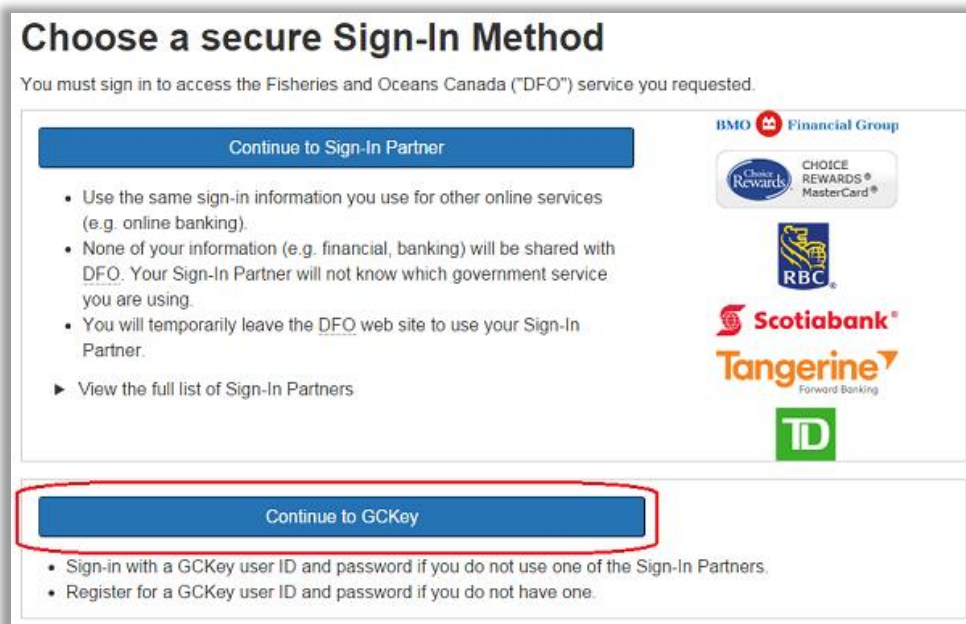 Choose a secure Sign-In Method
You must sign in to access the Fisheries and Oceans Canada ("DFO") service you requested.
Continue to Sign-In Partner
• Use the same sign-in information you use for other online services
(e.g. online banking).
• None of your information (e.g. financial, banking) will be shared with
DFO. Your Sign-In Partner will not know which government service
you are using.
• You will temporarily leave the DFO web site to use your Sign-In
Partner.
► View the full list of Sign-In Partners
BMO Financial Group
Choice Rewards
CHOICE
REWARDS®
MasterCard®
RBC®
Scotiabank®
Tangerine
Forward Banking
TD
Continue to GCKey
• Sign-in with a GCKey user ID and password if you do not use one of the Sign-In Partners.
• Register for a GCKey user ID and password if you do not have one.